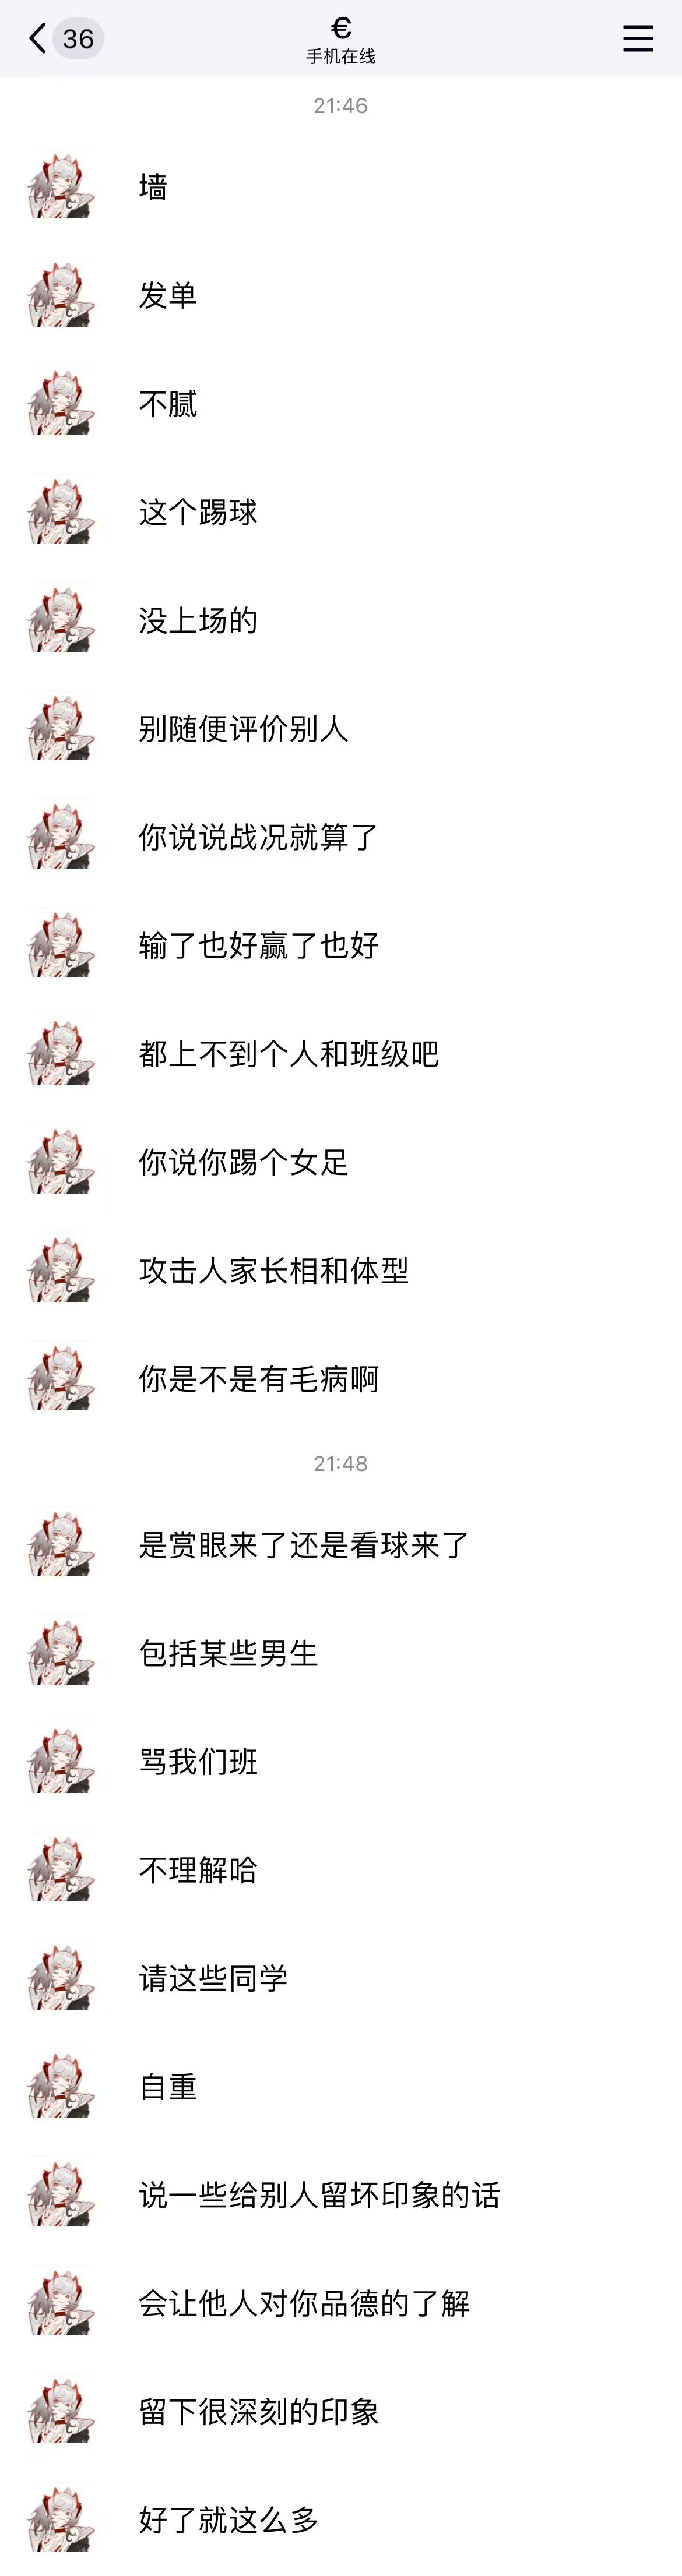 36
€
手机在线
21:46
墙
发单
不腻
这个踢球
没上场的
别随便评价别人
你说说战况就算了
输了也好赢了也好
都上不到个人和班级吧
你说你踢个女足
攻击人家长相和体型
你是不是有毛病啊
21:48
是赏眼来了还是看球来了
包括某些男生
骂我们班
不理解哈
请这些同学
自重
说一些给别人留坏印象的话
会让他人对你品德的了解
留下很深刻的印象
好了就这么多